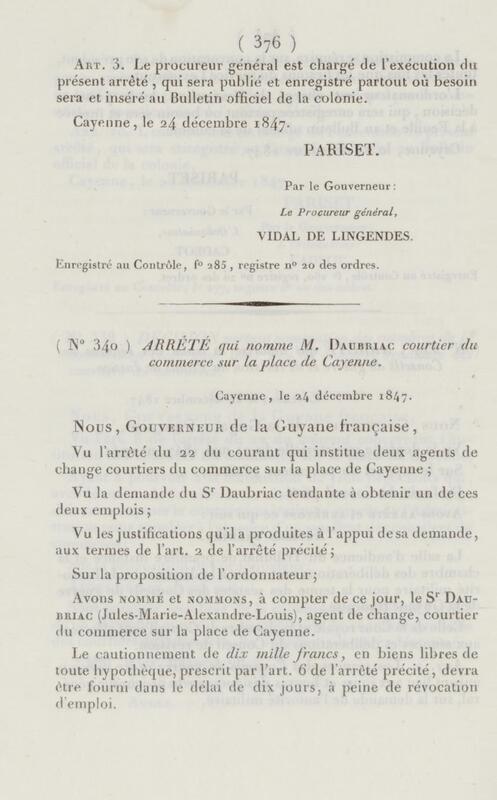 ( 376 )
ART. 3. Le procureur général est chargé de l'exécution du
présent arrêté, qui sera publié et enregistré partout où besoin
sera et inséré au Bulletin officiel de la colonie.
Cayenne, le 24 décembre 1847.
PARISET.
Par le Gouverneur:
Le Procureur général,
VIDAL DE LINGENDES.
Enregistré au Contrôle, fº 285, registre nº 20 des ordres.
( Nº 340 ) ARRÊTÉ qui nomme M. DAUBRIAC courtier du
commerce sur la place de Cayenne.
Cayenne, le 24 décembre 1847.
NOUS, GOUVERNEUR de la Guyane française,
Vu l'arrêté du 22 du courant qui institue deux agents de
change courtiers du commerce sur la place de Cayenne;
Vu la demande du Sr Daubriac tendante à obtenir un de ces
deux emplois;
Vu les justifications qu'il a produites à l'appui de sa demande,
aux termes de l'art. 2 de l'arrêté précité;
Sur la proposition de l'ordonnateur;
AVONS NOMMÉ et NOMMONS, à compter de ce jour, le Sr DAU-
BRIAC (Jules-Marie-Alexandre-Louis), agent de change, courtier
du commerce sur la place de Cayenne.
Le cautionnement de dix mille francs, en biens libres de
toute hypothèque, prescrit par l'art. 6 de l'arrêté précité, devra
être fourni dans le délai de dix jours, à peine de révocation
d'emploi.